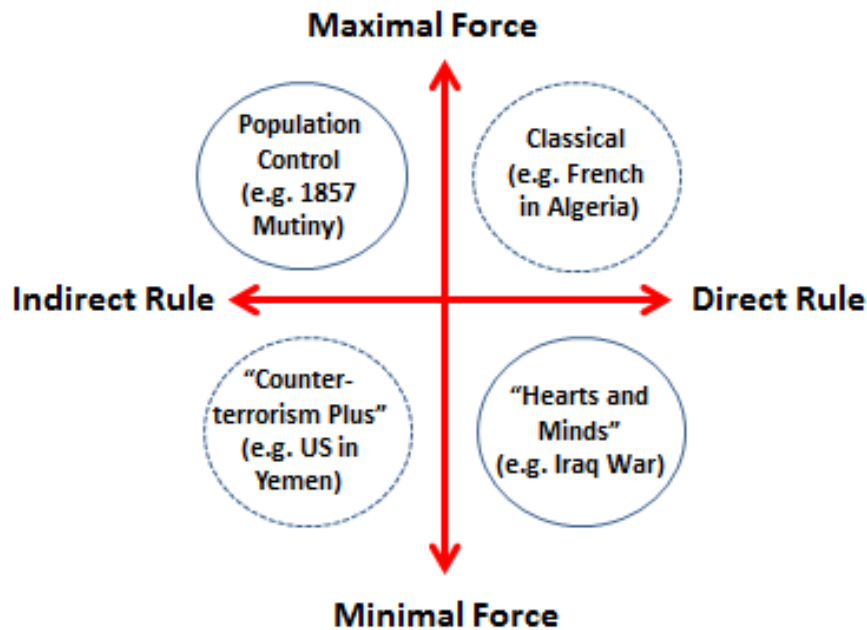 Maximal Force
Population
Control
(e.g. 1857
Mutiny)
Classical
(e.g. French
in Algeria)
Indirect Rule
Direct Rule
“Counter-
terrorism Plus”
(e.g. US in
Yemen)
“Hearts and
Minds”
(e.g. Iraq War)
Minimal Force